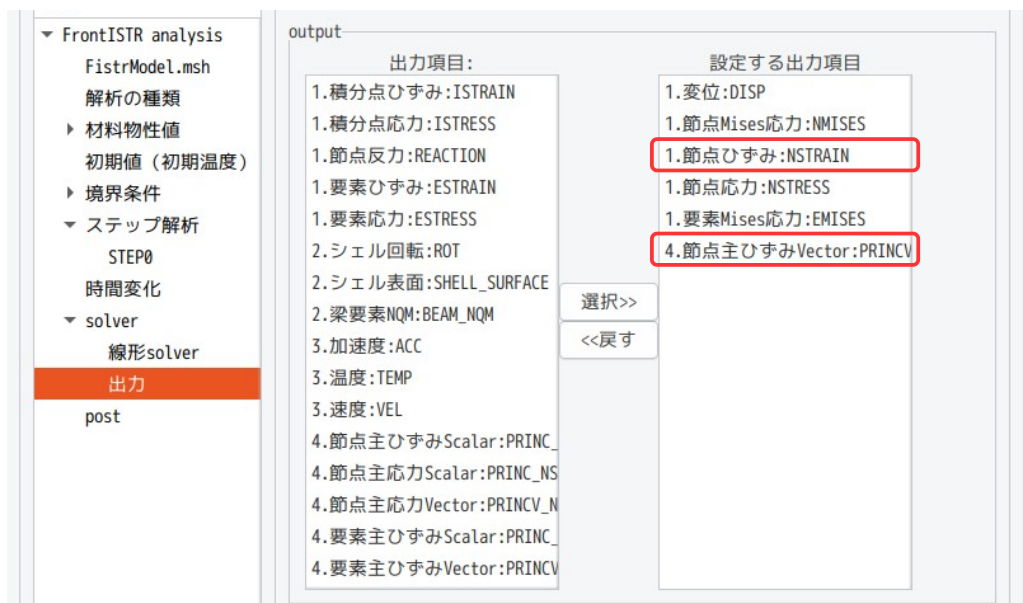 FrontISTR analysis
FistrModel.msh
解析の種類
材料物性値
初期値（初期温度）
境界条件
ステップ解析
STEP0
時間変化
solver
線形solver
出力
post
output
出力項目:
1.積分点ひずみ:ISTRAIN
1.積分点応力:ISTRESS
1.節点反力:REACTION
1.要素ひずみ:ESTRAIN
1.要素応力:ESTRESS
2.シェル回転:ROT
2.シェル表面:SHELL_SURFACE
2.梁要素NQM:BEAM_NQM
3.加速度:ACC
3.温度:TEMP
3.速度:VEL
4.節点主ひずみScalar:PRINC_
4.節点主応力Scalar:PRINC_NS
4.節点主応力Vector:PRINCV_N
4.要素主ひずみScalar:PRINC_
4.要素主ひずみVector:PRINCV
選択>>
<<戻す
設定する出力項目
1.変位:DISP
1.節点Mises応力:NMISES
1.節点ひずみ:NSTRAIN
1.節点応力:NSTRESS
1.要素Mises応力:EMISES
4.節点主ひずみVector:PRINCV